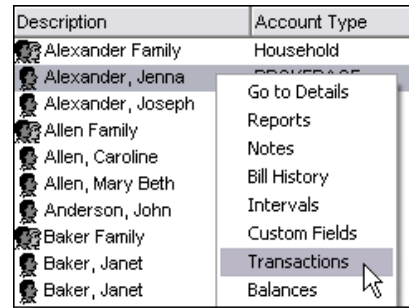 Description Account Type
Alexander Family Household
Alexander, Jenna BROKERAGE
Alexander, Joseph
Allen Family
Allen, Caroline
Allen, Mary Beth
Anderson, John
Baker Family
Baker, Janet
Baker, Janet
Go to Details
Reports
Notes
Bill History
Intervals
Custom Fields
Transactions
Balances